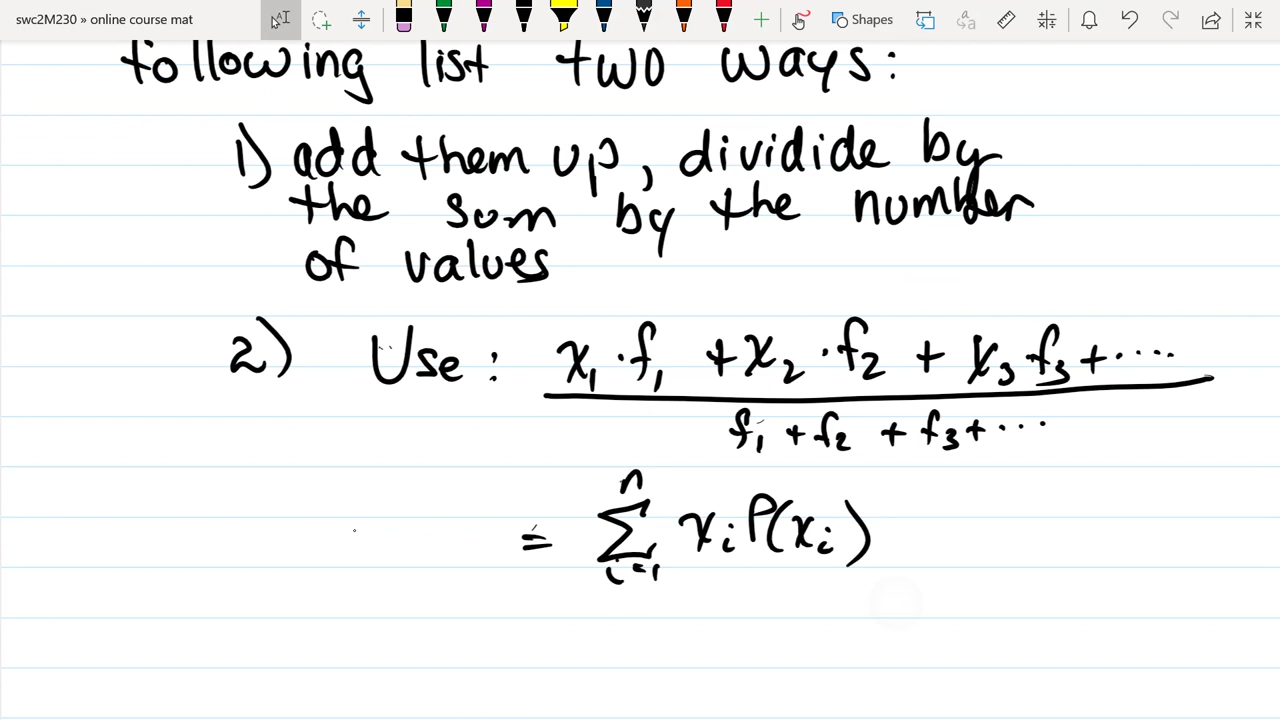 swc2M230 » online course mat
Shapes
following list two ways:
1) add them up, dividide by
the sum by the number
of values
2) Use: x₁·f₁ + x₂·f₂ + x₃f₃+....
f₁ + f₂ + f₃+...
= n∑i=1 xᵢP(xᵢ)